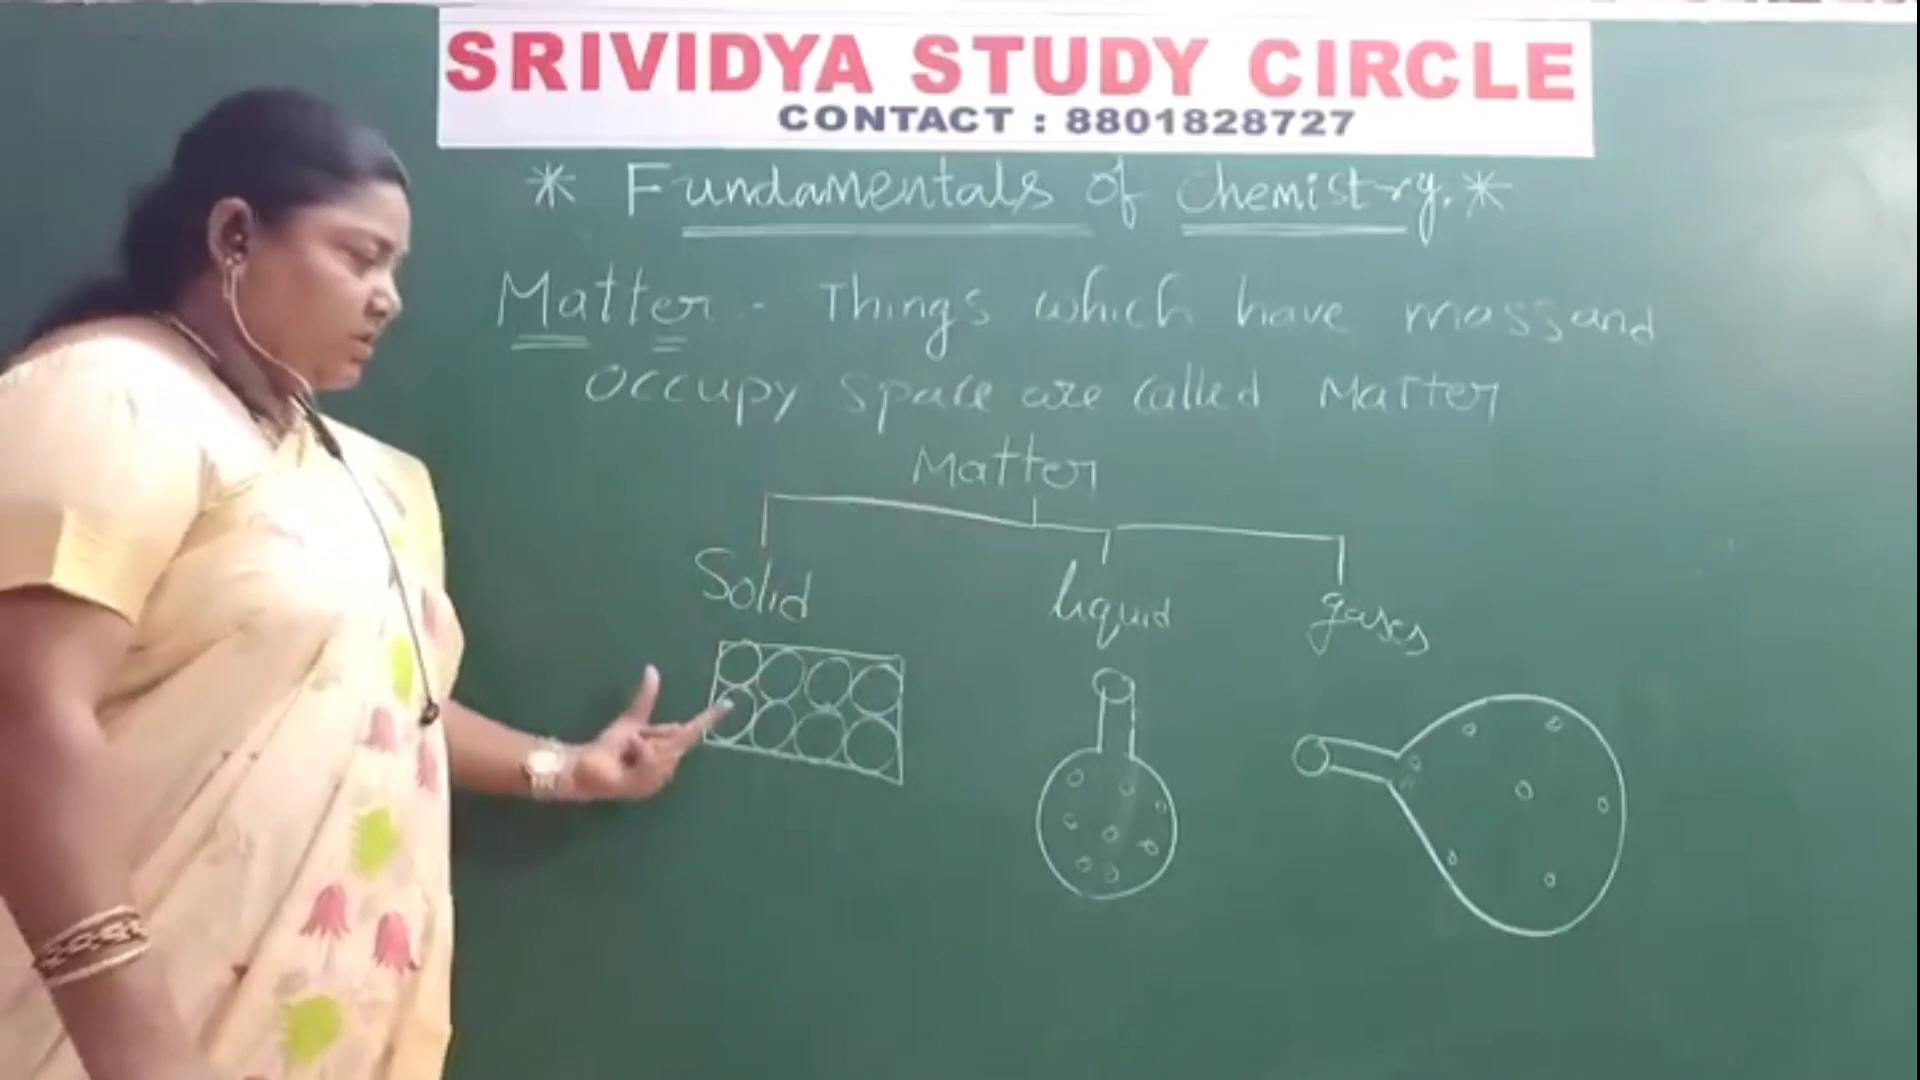 SRIVIDYA STUDY CIRCLE
CONTACT : 8801828727
* Fundamentals of Chemistry. *
Matter - Things which have mass and
occupy space are called Matter
Matter
Solid liquid gases